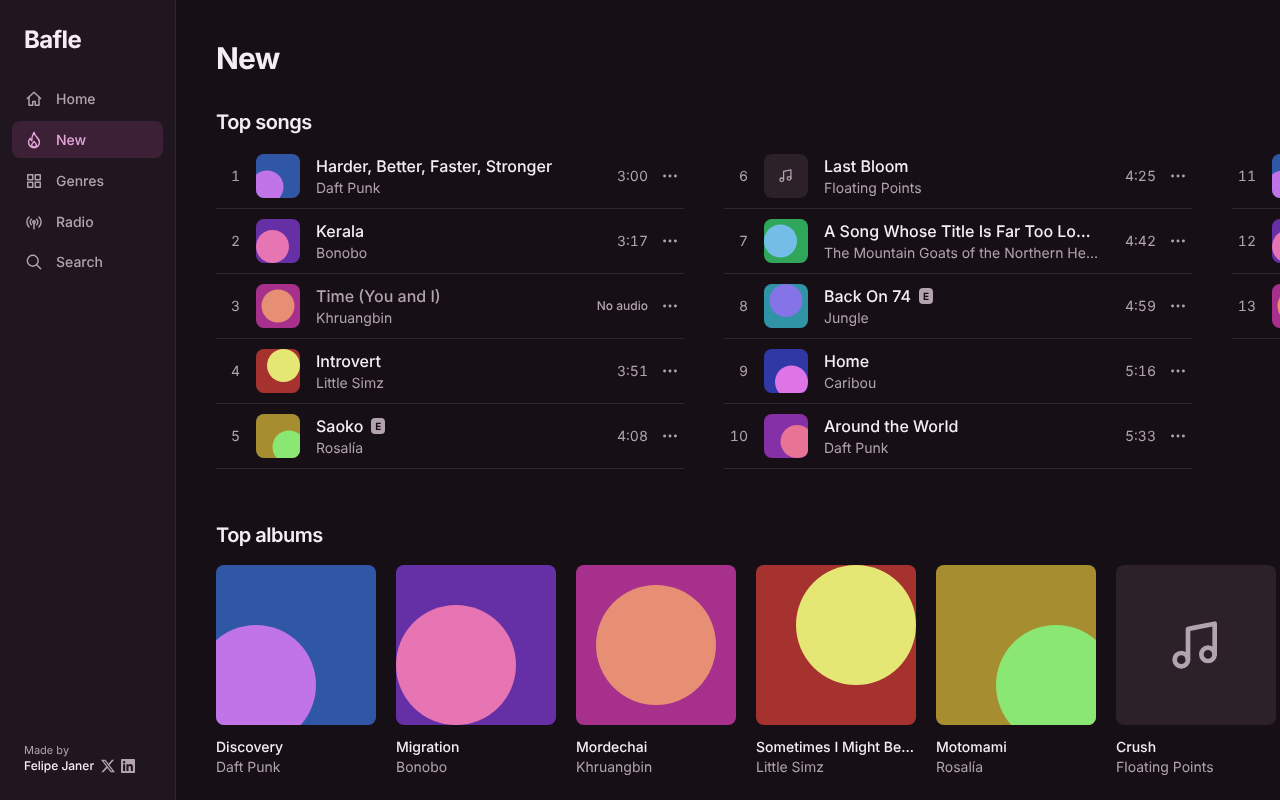 Bafle
Home
New
Genres
Radio
Search
Made by
Felipe Janer
New
Top songs
1
Harder, Better, Faster, Stronger
Daft Punk
3:00
2
Kerala
Bonobo
3:17
3
Time (You and I)
Khruangbin
No audio
4
Introvert
Little Simz
3:51
5
Saoko E
Rosalía
4:08
6
Last Bloom
Floating Points
4:25
7
A Song Whose Title Is Far Too Lo...
The Mountain Goats of the Northern He...
4:42
8
Back On 74 E
Jungle
4:59
9
Home
Caribou
5:16
10
Around the World
Daft Punk
5:33
11
12
13
Top albums
Discovery
Daft Punk
Migration
Bonobo
Mordechai
Khruangbin
Sometimes I Might Be...
Little Simz
Motomami
Rosalía
Crush
Floating Points